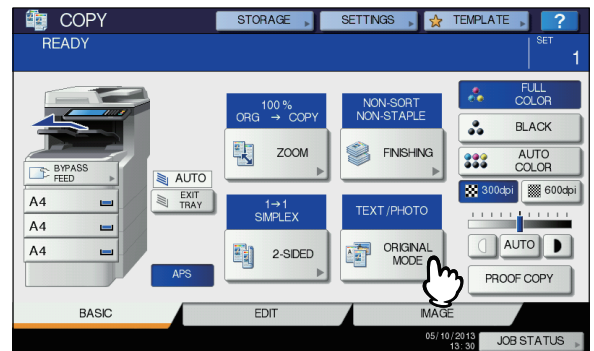 COPY
STORAGE
SETTINGS
TEMPLATE
?
READY
SET
1
100 %
ORG → COPY
ZOOM
NON-SORT
NON-STAPLE
FINISHING
FULL
COLOR
BLACK
AUTO
COLOR
300dpi
600dpi
BYPASS
FEED
A4
A4
A4
AUTO
EXIT
TRAY
APS
1→1
SIMPLEX
2-SIDED
TEXT/PHOTO
ORIGINAL
MODE
AUTO
PROOF COPY
BASIC
EDIT
IMAGE
05/10/2013
13:30
JOB STATUS